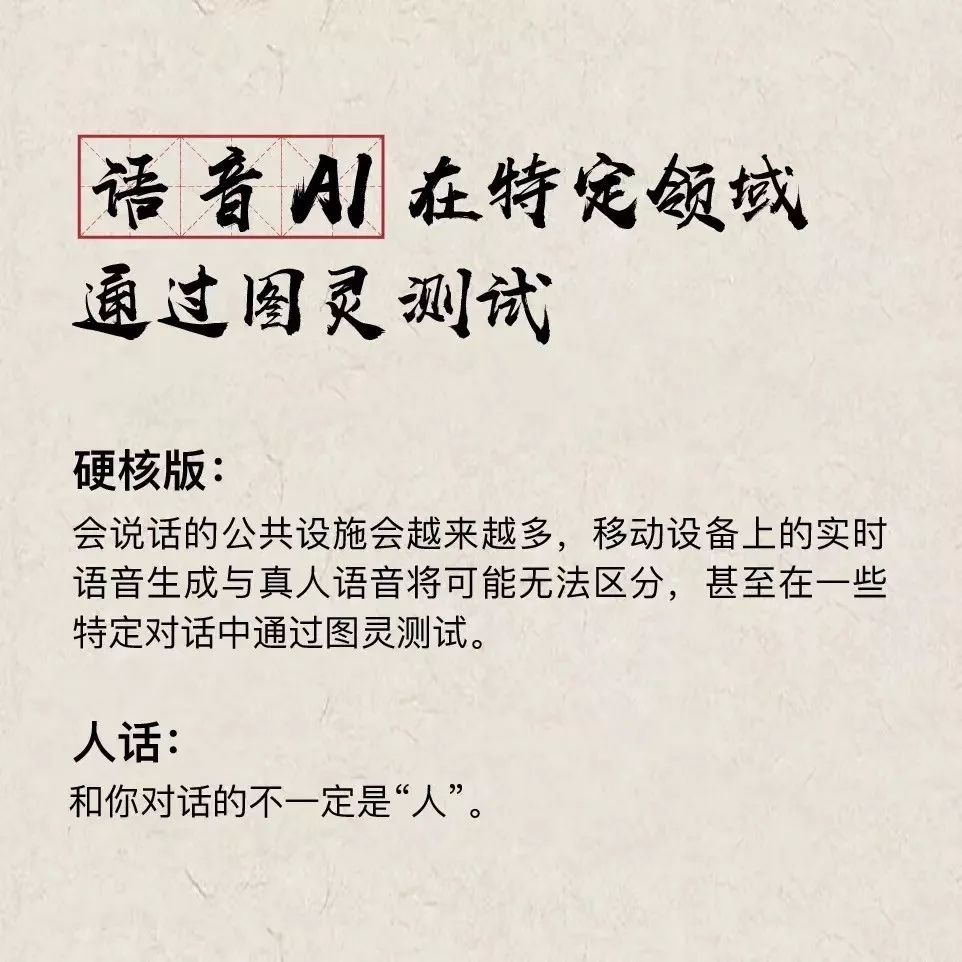 语音AI在特定领域
通过图灵测试
硬核版：
会说话的公共设施会越来越多，移动设备上的实时
语音生成与真人语音将可能无法区分，甚至在一些
特定对话中通过图灵测试。
人话：
和你对话的不一定是“人”。